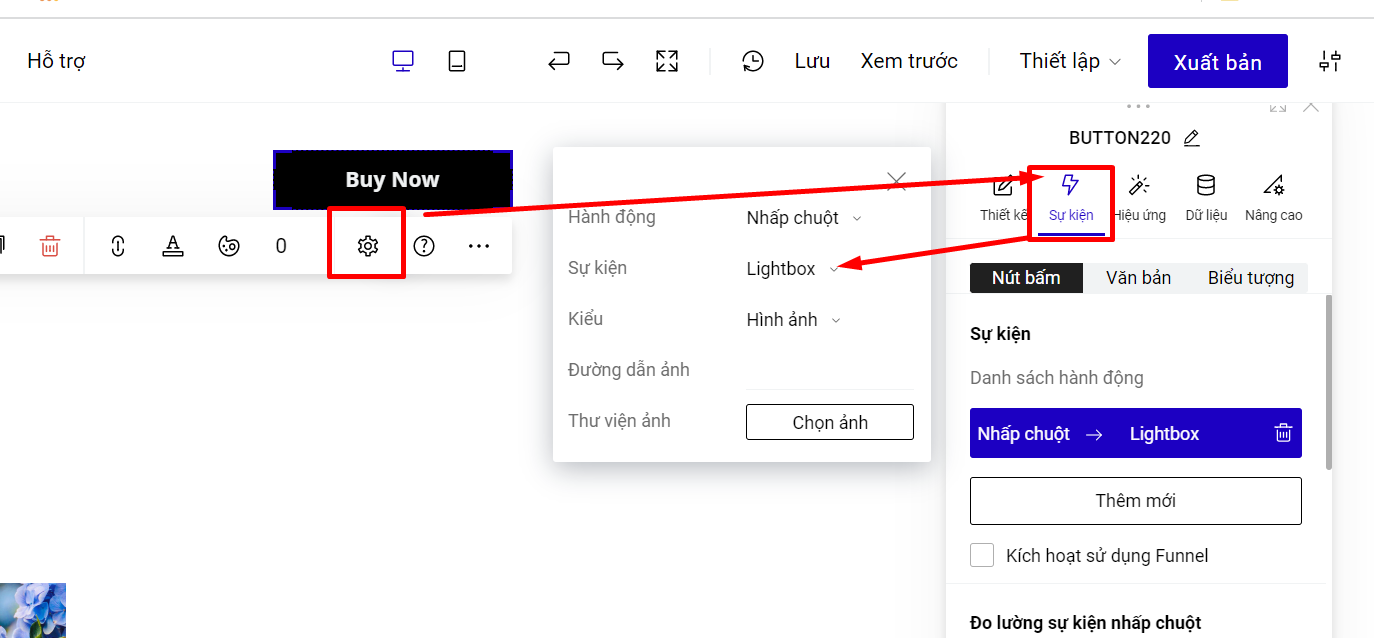 Hỗ trợ
Lưu
Xem trước
Thiết lập
Xuất bản
BUTTON220
Thiết kế
Sự kiện
Hiệu ứng
Dữ liệu
Nâng cao
Buy Now
0
Hành động
Nhấp chuột
Sự kiện
Lightbox
Kiểu
Hình ảnh
Đường dẫn ảnh
Thư viện ảnh
Chọn ảnh
Nút bấm
Văn bản
Biểu tượng
Sự kiện
Danh sách hành động
Nhấp chuột → Lightbox
Thêm mới
Kích hoạt sử dụng Funnel
Đo lường sự kiện nhấp chuột